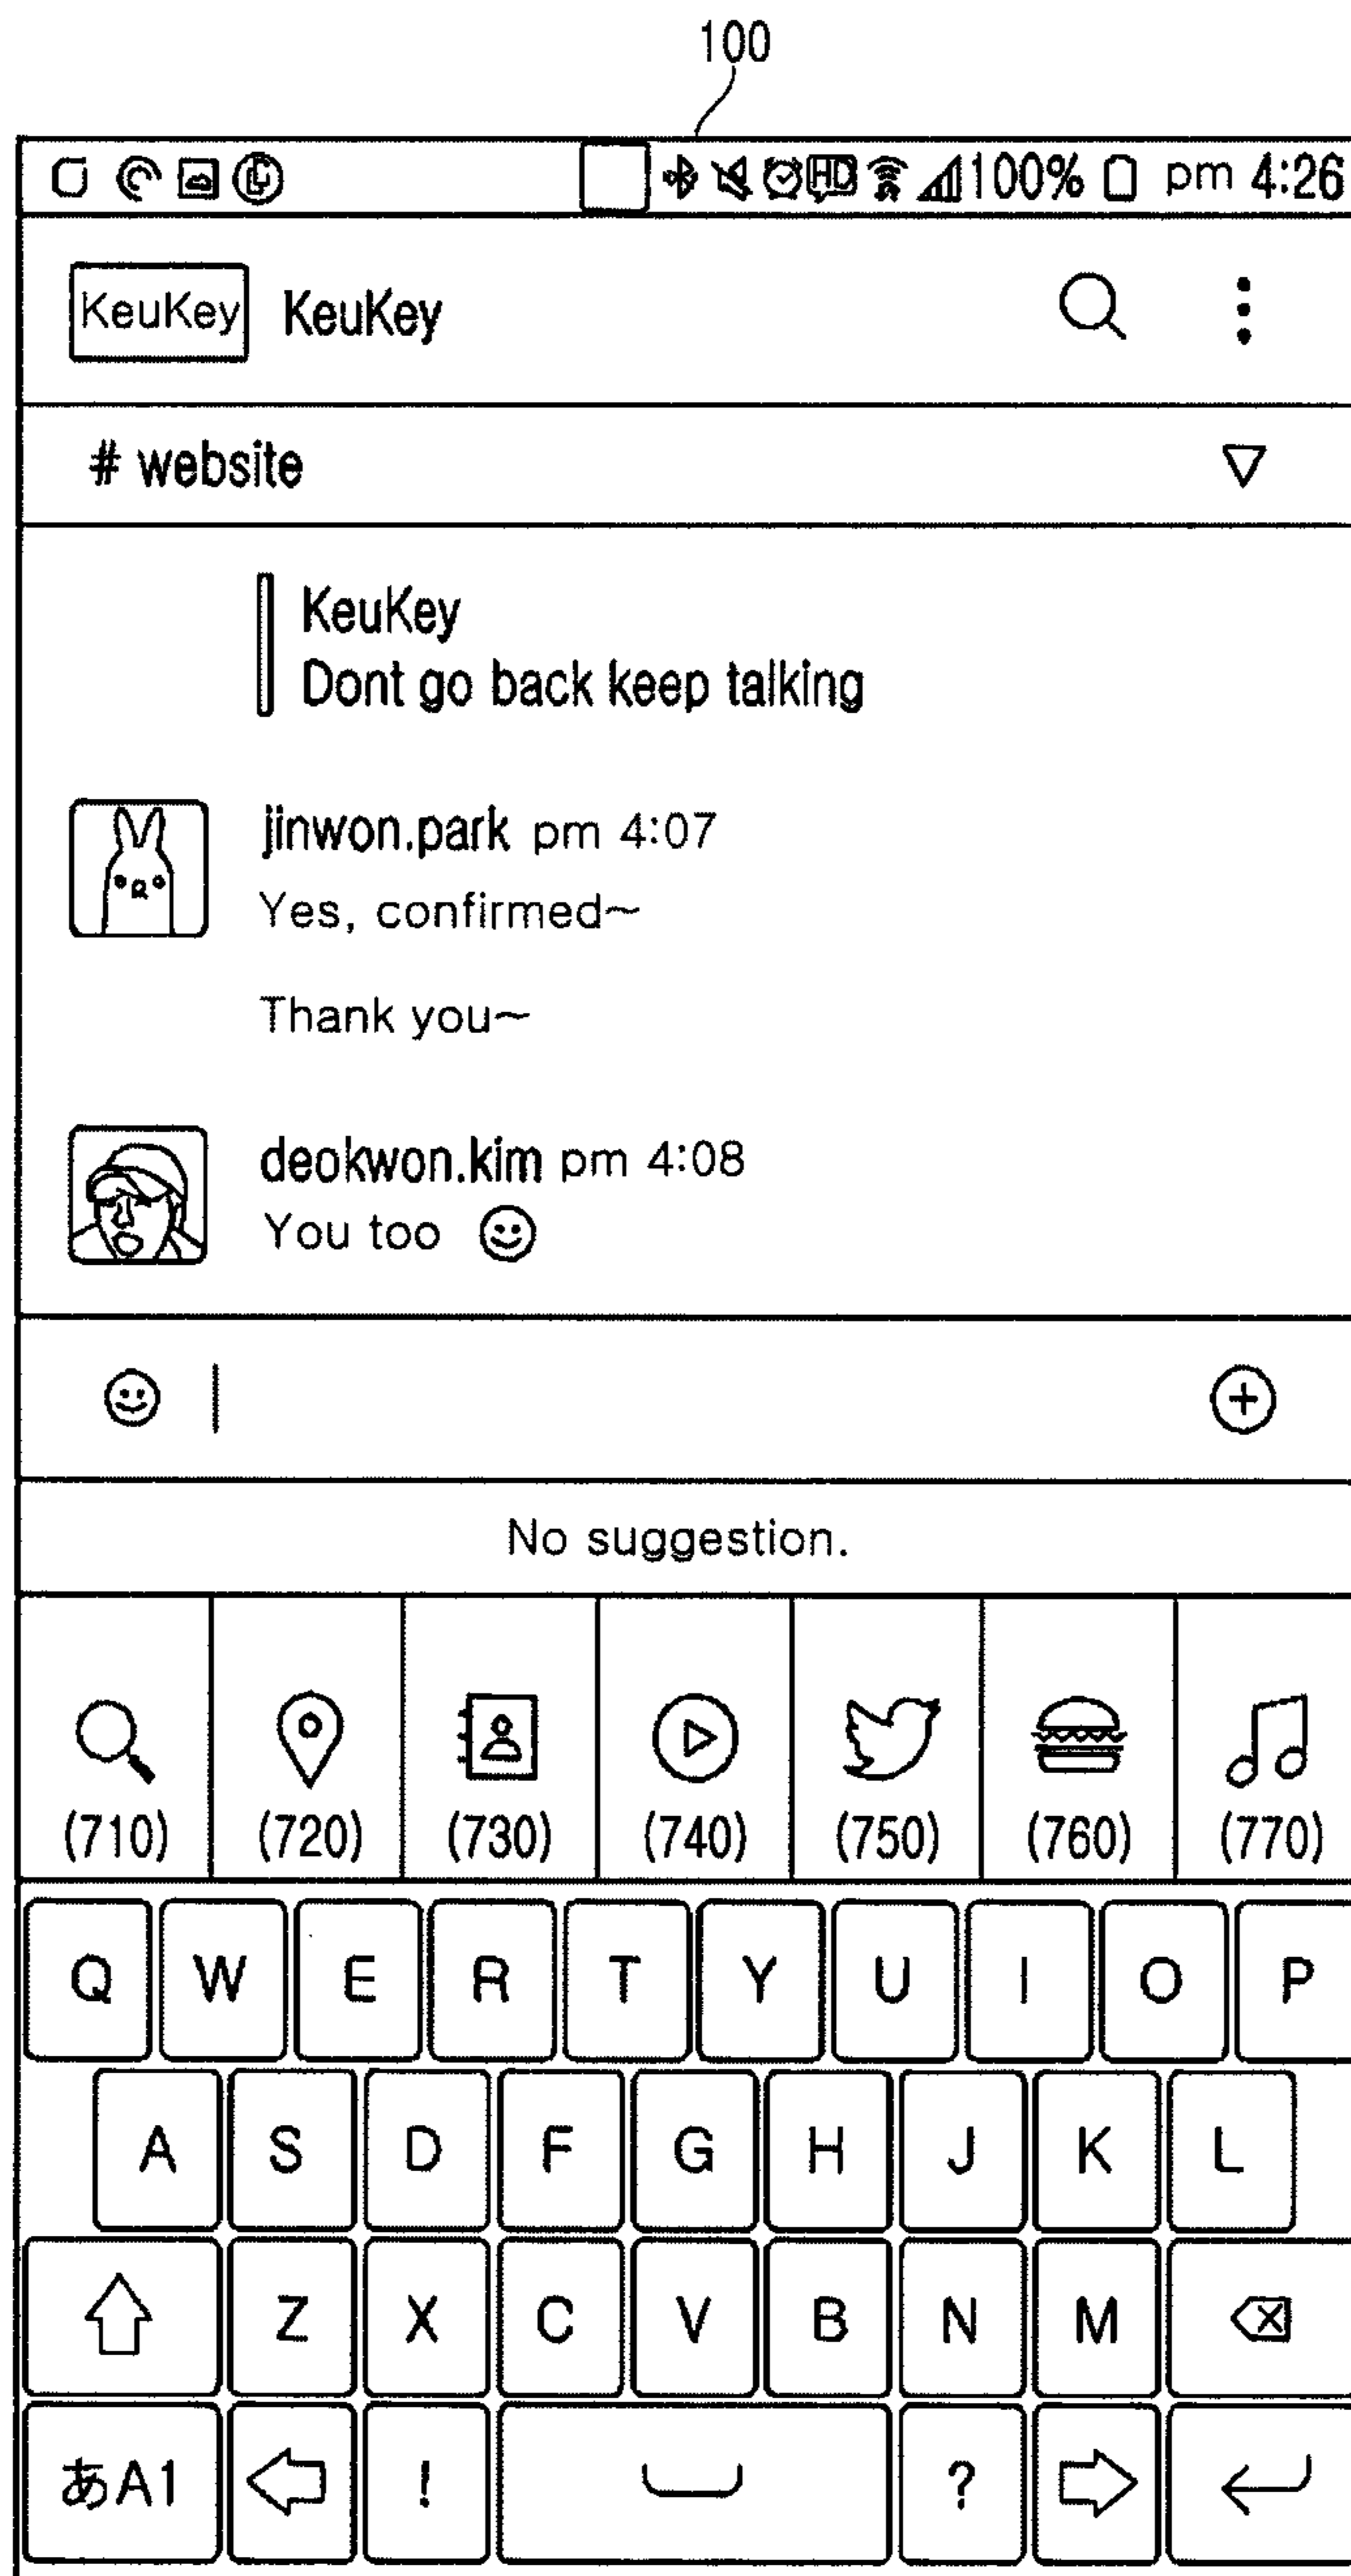 100
100% pm 4:26
KeuKey KeuKey
# website
KeuKey
Dont go back keep talking
jinwon.park pm 4:07
Yes, confirmed~
Thank you~
deokwon.kim pm 4:08
You too
No suggestion.
(710) (720) (730) (740) (750) (760) (770)
Q W E R T Y U I O P
A S D F G H J K L
Z X C V B N M
あA1 ! ?